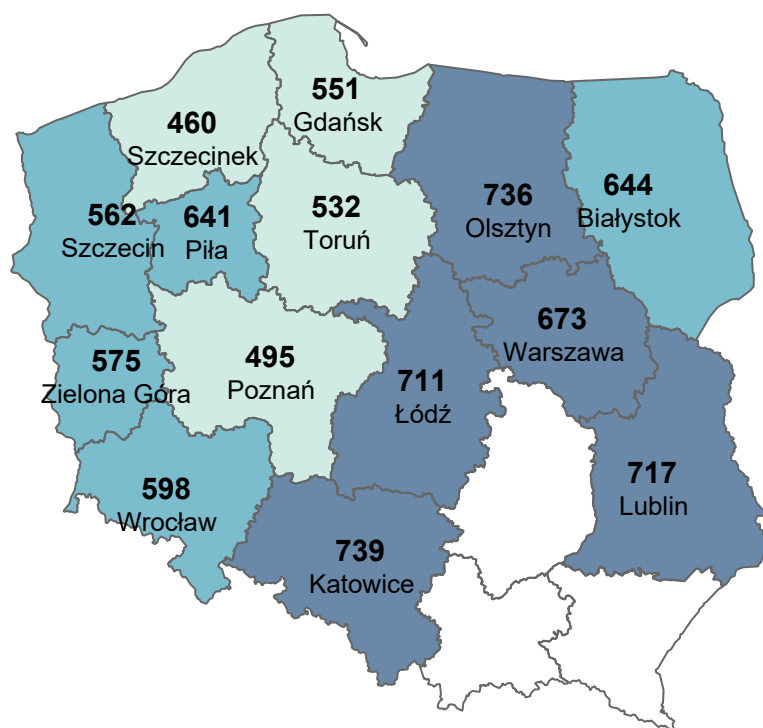 551
Gdańsk
460
Szczecinek
736
Olsztyn
644
Białystok
562
Szczecin
641
Piła
532
Toruń
673
Warszawa
575
Zielona Góra
495
Poznań
711
Łódź
717
Lublin
598
Wrocław
739
Katowice